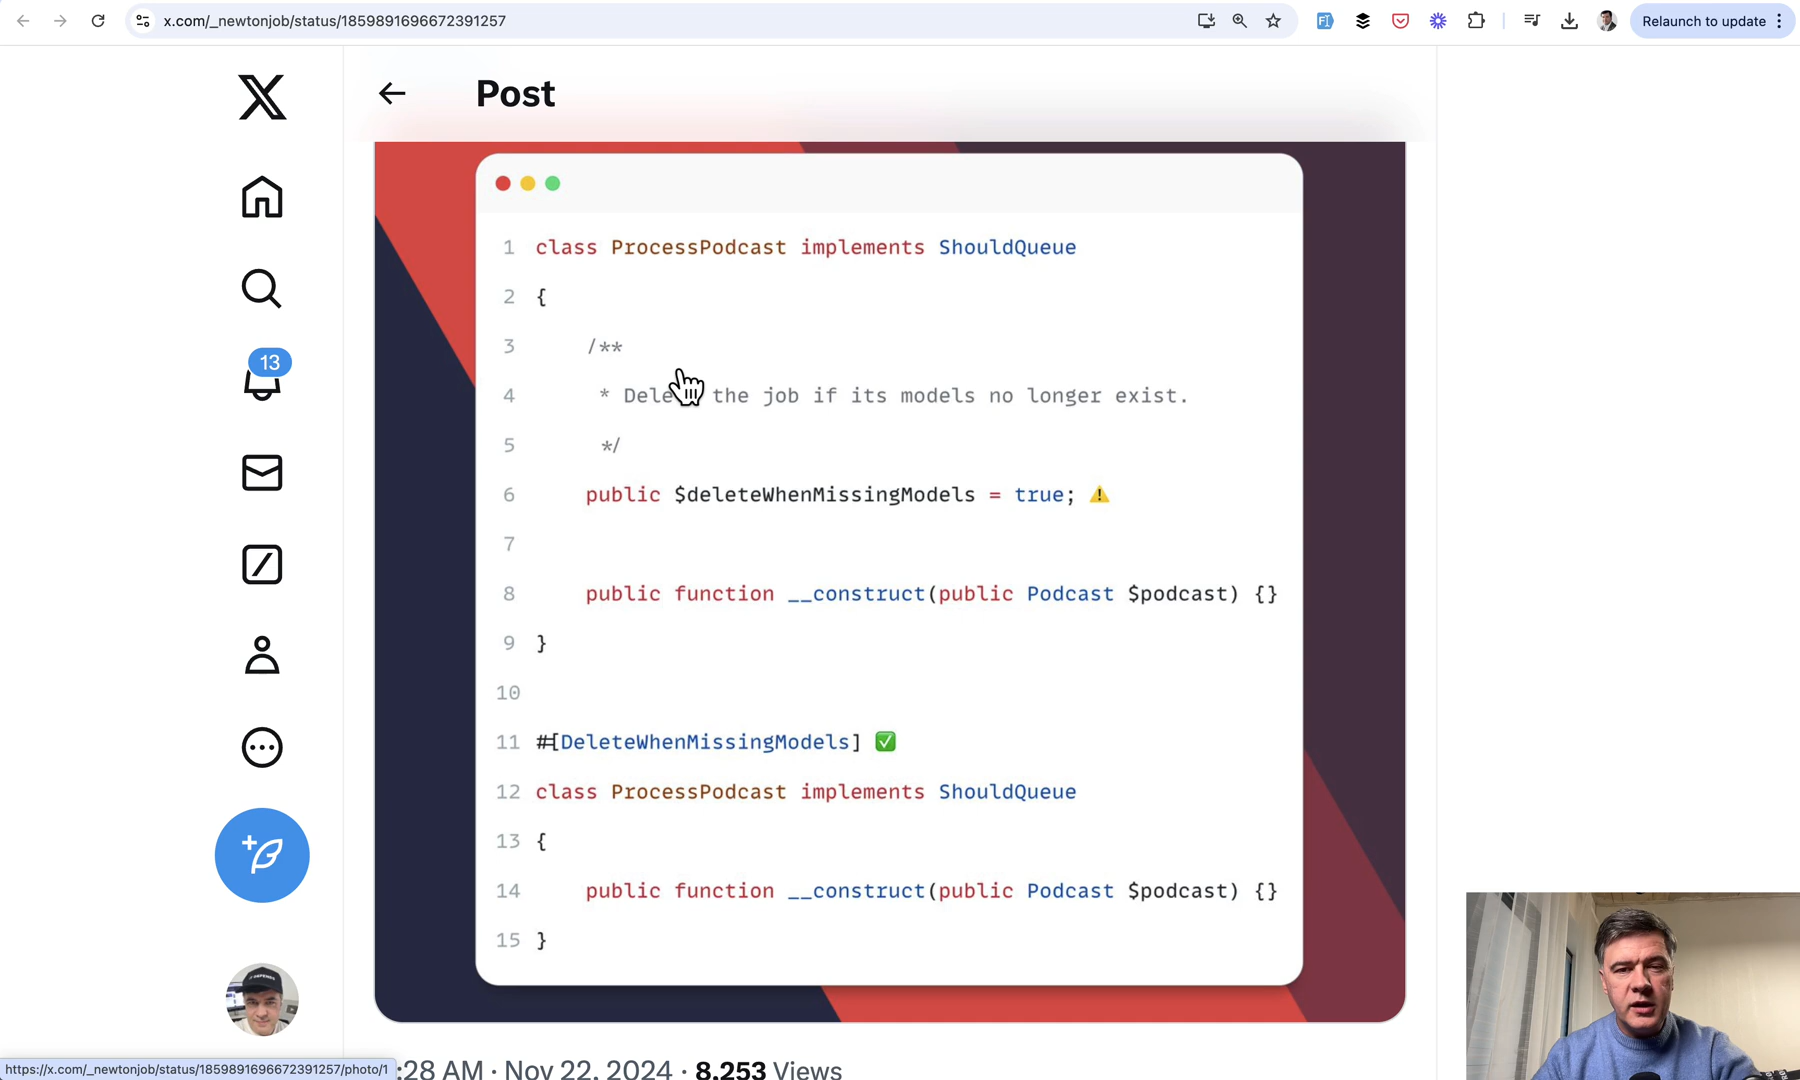 x.com/_newtonjob/status/1859891696672391257
Relaunch to update
Post
13
1 class ProcessPodcast implements ShouldQueue
2 {
3 /**
4 * Dele the job if its models no longer exist.
5 */
6 public $deleteWhenMissingModels = true;
7
8 public function __construct(public Podcast $podcast) {}
9 }
10
11 #[DeleteWhenMissingModels]
12 class ProcessPodcast implements ShouldQueue
13 {
14 public function __construct(public Podcast $podcast) {}
15 }
https://x.com/_newtonjob/status/1859891696672391257/photo/1
:28 AM · Nov 22, 2024 · 8,253 Views